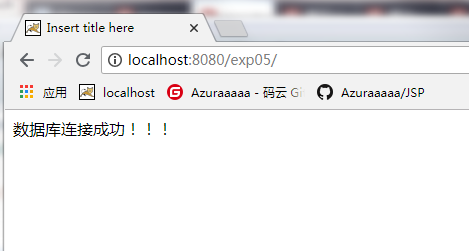 Insert title here
localhost:8080/exp05/
应用 localhost Azuraaaaa - 码云 Gi Azuraaaaa/JSP
数据库连接成功！！！